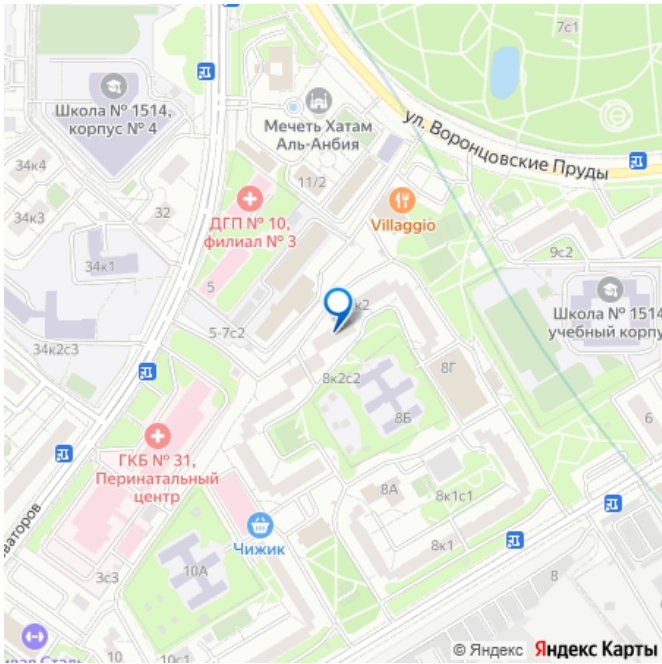 7с1
Школа № 1514,
корпус № 4
Мечеть Хатам
Аль-Анбия
ул. Воронцовские Пруды
34к4
11/2
ДГП № 10,
филиал № 3
Villaggio
34к3
32
9с2
34к1
5
к2
Школа № 1514
учебный корпу
34к2с3
5-7с2
8к2с2
8Г
8Б
6
ГКБ № 31,
Перинатальный
центр
8А
8к1с1
Чижик
8к1
3с3
10А
8
10
10с1
© Яндекс
Яндекс Карты